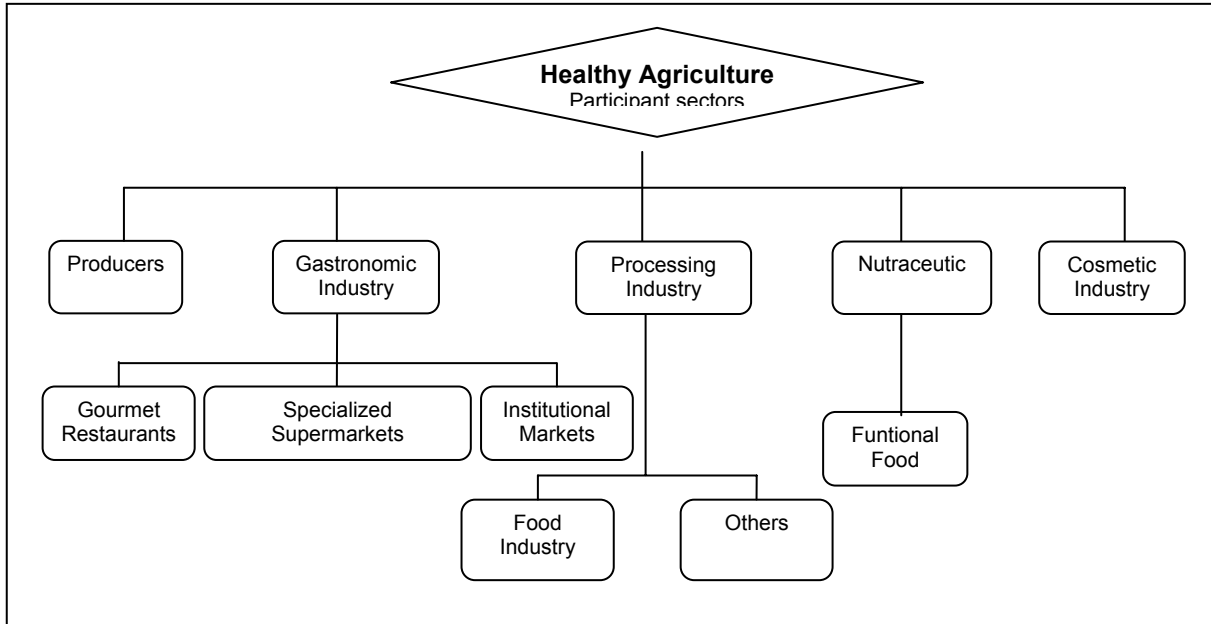 Healthy Agriculture
Participant sectors
Producers
Gastronomic
Industry
Processing
Industry
Nutraceutic
Cosmetic
Industry
Gourmet
Restaurants
Specialized
Supermarkets
Institutional
Markets
Funtional
Food
Food
Industry
Others